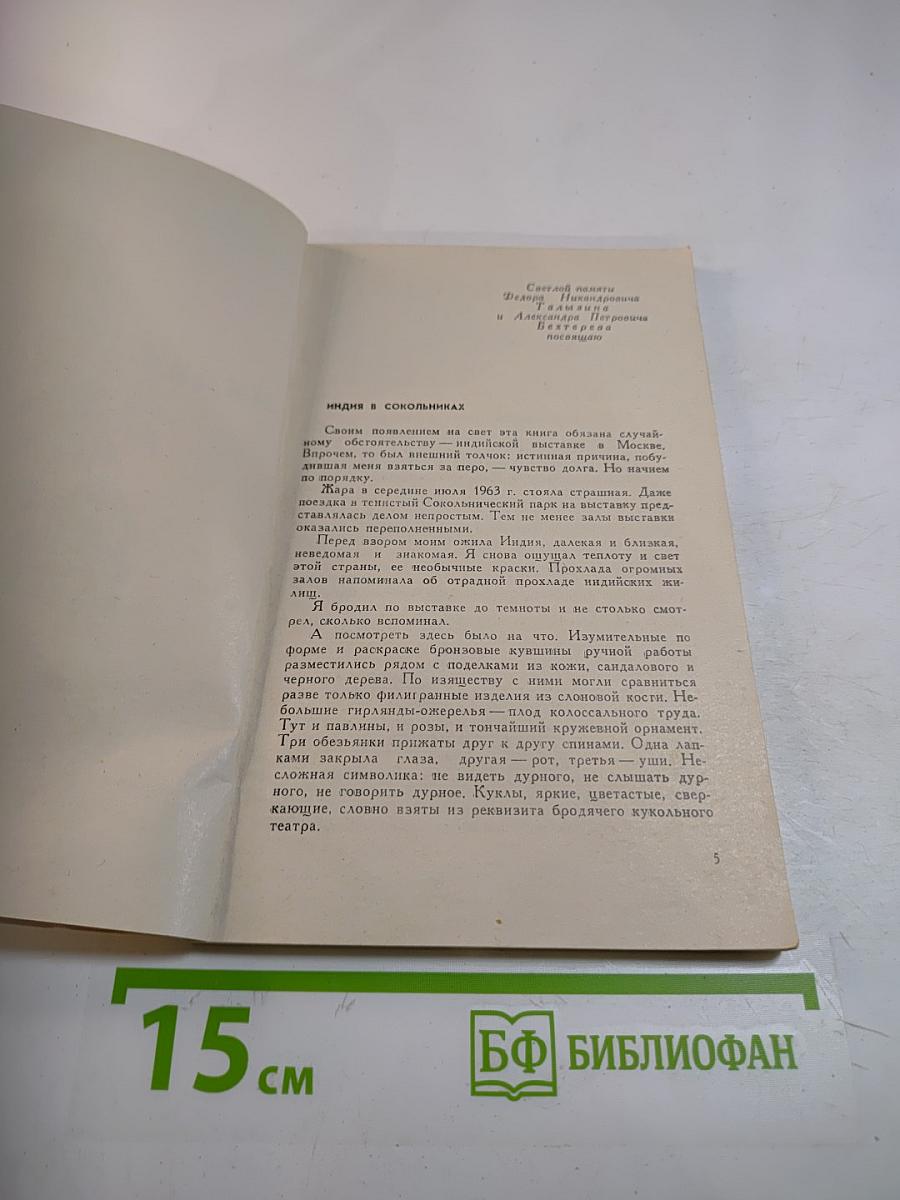 Светлой памяти
Федора Никандровича
Талызина
и Александра Петровича
Бехтерева
посвящаю
ИНДИЯ В СОКОЛЬНИКАХ
Своим появлением на свет эта книга обязана случай-
ному обстоятельству — индийской выставке в Москве.
Впрочем, то был внешний толчок: истинная причина, побу-
дившая меня взяться за перо, — чувство долга. Но начнем
по порядку.
Жара в середине июля 1963 г. стояла страшная. Даже
поездка в тенистый Сокольнический парк на выставку пред-
ставлялась делом непростым. Тем не менее залы выставки
оказались переполненными.
Перед взором моим ожила Индия, далекая и близкая,
неведомая и знакомая. Я снова ощущал теплоту и свет
этой страны, ее необычные краски. Прохлада огромных
залов напоминала об отрадной прохладе индийских жи-
лищ.
Я бродил по выставке до темноты и не столько смот-
рел, сколько вспоминал.
А посмотреть здесь было на что. Изумительные по
форме и раскраске бронзовые кувшины ручной работы
разместились рядом с поделками из кожи, сандалового и
черного дерева. По изяществу с ними могли сравниться
разве только филигранные изделия из слоновой кости. Не-
большие гирлянды-ожерелья — плод колоссального труда.
Тут и павлины, и розы, и тончайший кружевной орнамент.
Три обезьянки прижаты друг к другу спинами. Одна лап-
ками закрыла глаза, другая — рот, третья — уши. Не-
сложная символика: не видеть дурного, не слышать дур-
ного, не говорить дурное. Куклы, яркие, цветастые, свер-
кающие, словно взяты из реквизита бродячего кукольного
театра.
5
15 см
БФ БИБЛИОФАН